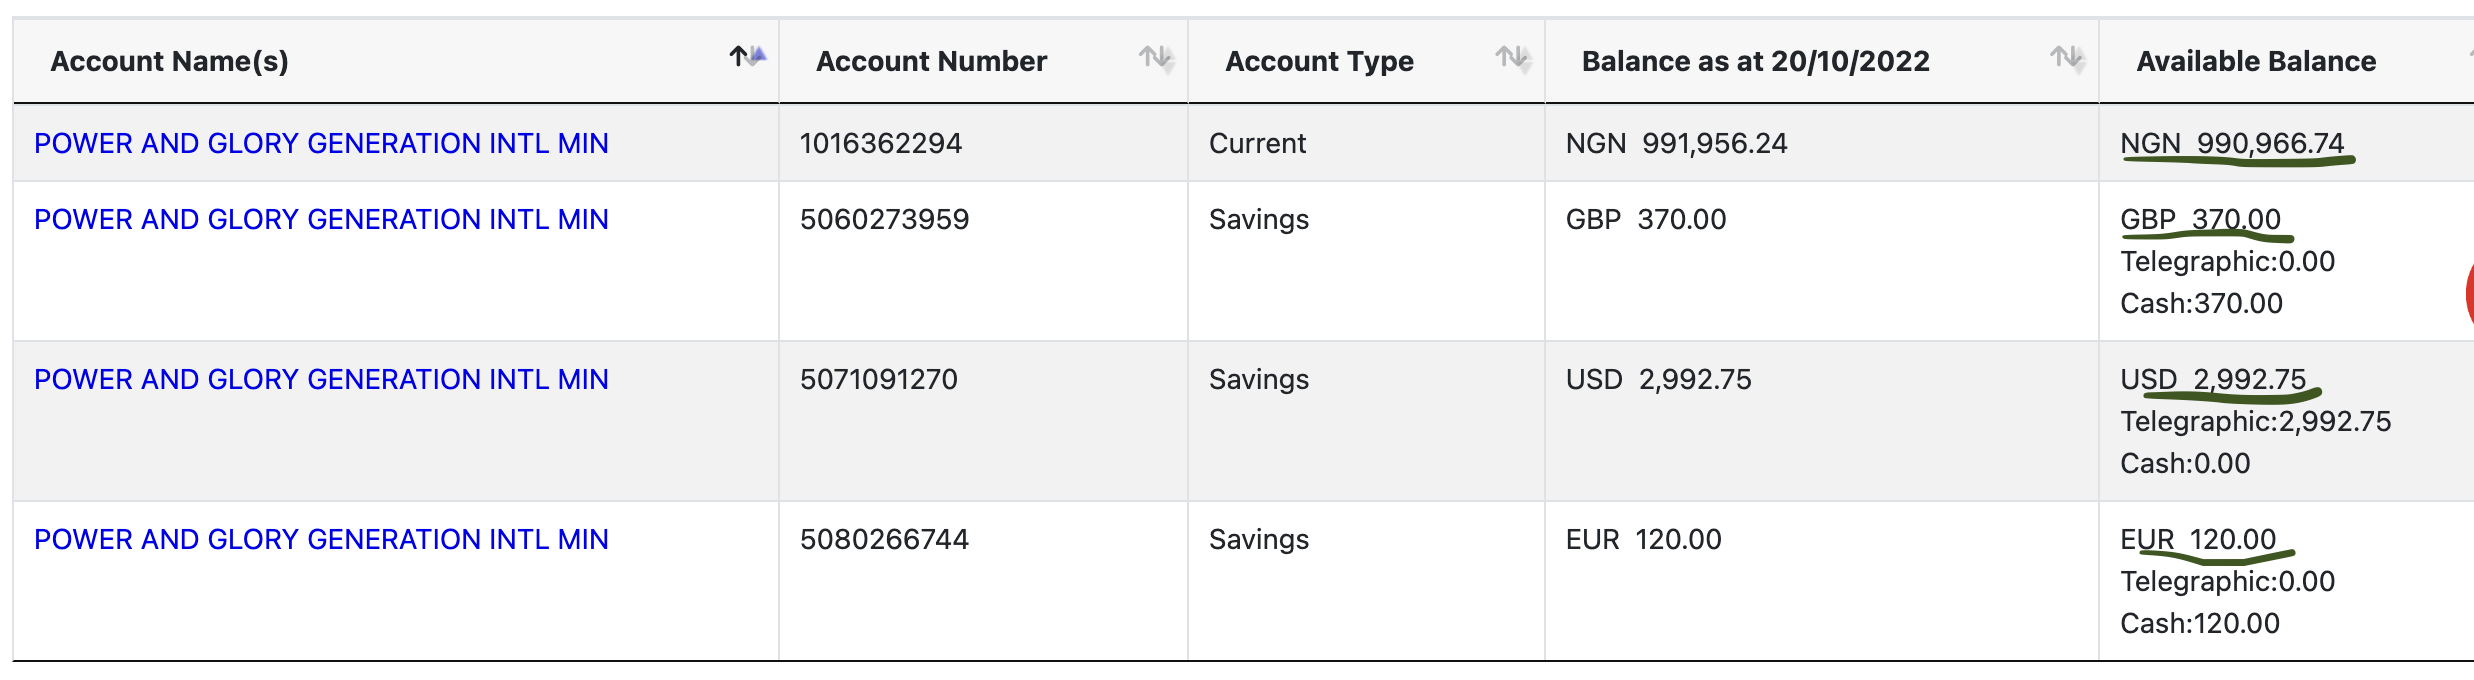 Account Name(s) Account Number Account Type Balance as at 20/10/2022 Available Balance
POWER AND GLORY GENERATION INTL MIN 1016362294 Current NGN 991,956.24 NGN 990,966.74
POWER AND GLORY GENERATION INTL MIN 5060273959 Savings GBP 370.00 GBP 370.00
Telegraphic:0.00
Cash:370.00
POWER AND GLORY GENERATION INTL MIN 5071091270 Savings USD 2,992.75 USD 2,992.75
Telegraphic:2,992.75
Cash:0.00
POWER AND GLORY GENERATION INTL MIN 5080266744 Savings EUR 120.00 EUR 120.00
Telegraphic:0.00
Cash:120.00